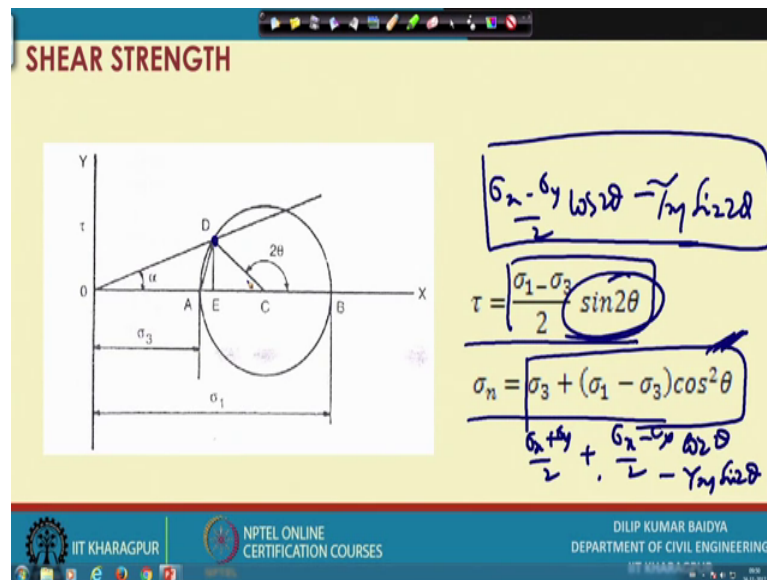 SHEAR STRENGTH
Y
τ
D
2θ
α
0
A
E
C
B
X
σ3
σ1
σx - σy / 2 cos2θ - τxy sin2θ
τ = σ1-σ3 / 2 sin2θ
σn = σ3 + (σ1 - σ3)cos²θ
σx+σy / 2 + σx-σy / 2 cos2θ
- τxy sin2θ
IIT KHARAGPUR
NPTEL ONLINE
CERTIFICATION COURSES
DILIP KUMAR BAIDYA
DEPARTMENT OF CIVIL ENGINEERING
IIT KHARAGPUR